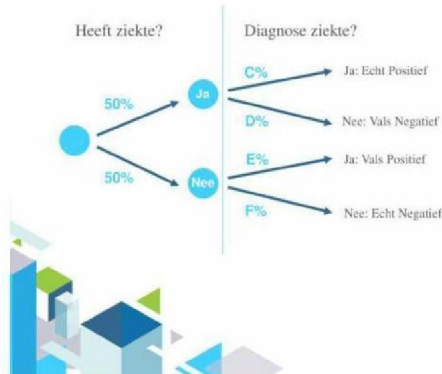 Heeft ziekte?
Diagnose ziekte?
50%
50%
Ja
Nee
C%
Ja: Echt Positief
D%
Nee: Vals Negatief
E%
Ja: Vals Positief
F%
Nee: Echt Negatief